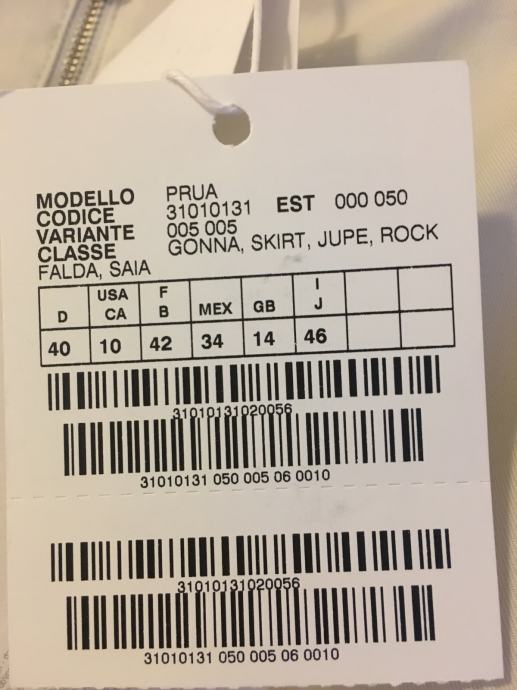 MODELLO PRUA
CODICE 31010131 EST 000 050
VARIANTE 005 005
CLASSE GONNA, SKIRT, JUPE, ROCK
FALDA, SAIA
D USA CA F B MEX GB I J
40 10 42 34 14 46
31010131020056
31010131 050 005 06 0010
31010131020056
31010131 050 005 06 0010